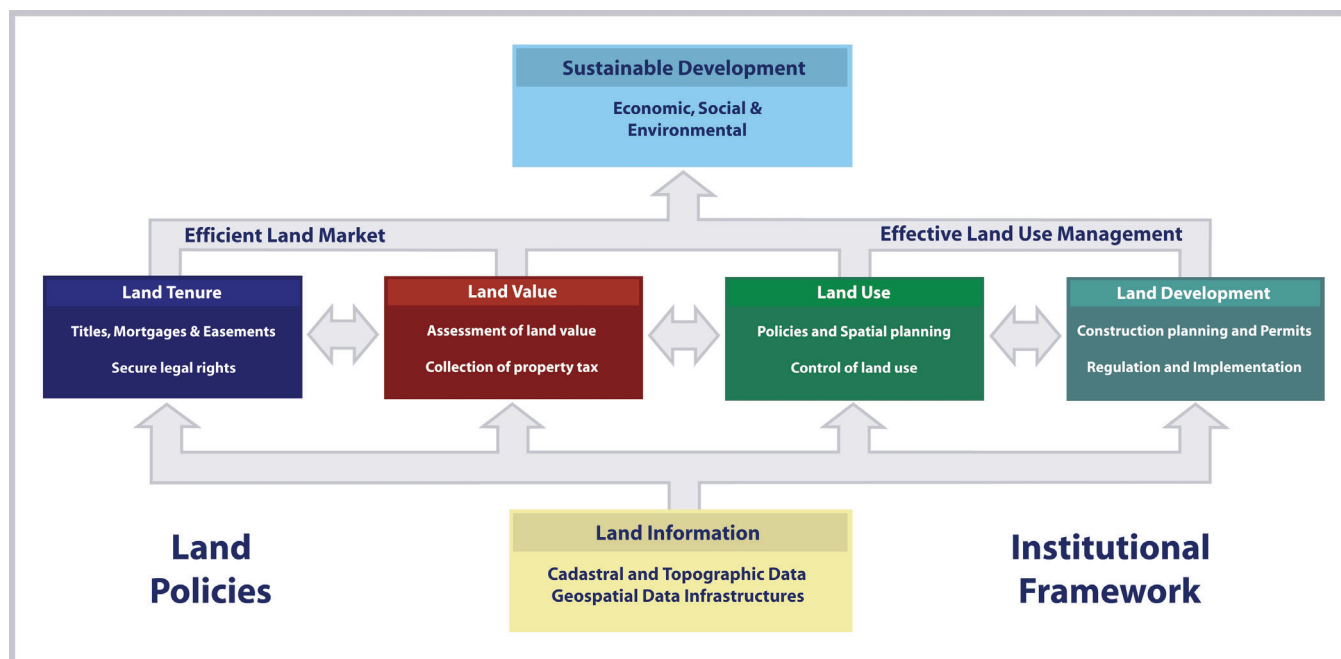 Sustainable Development
Economic, Social &
Environmental
Efficient Land Market
Effective Land Use Management
Land Tenure
Titles, Mortgages & Easements
Secure legal rights
Land Value
Assessment of land value
Collection of property tax
Land Use
Policies and Spatial planning
Control of land use
Land Development
Construction planning and Permits
Regulation and Implementation
Land
Policies
Land Information
Cadastral and Topographic Data
Geospatial Data Infrastructures
Institutional
Framework